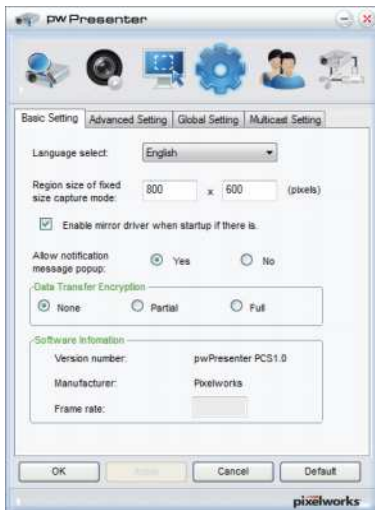 pwPresenter
Basic Setting Advanced Setting Global Setting Multicast Setting
Language select: English
Region size of fixed size capture mode: 800 x 600 (pixels)
Enable mirror driver when startup if there is.
Allow notification message popup: Yes No
Data Transfer Encryption
None Partial Full
Software Infomation
Version number: pwPresenter PCS1.0
Manufacturer: Pixelworks
Frame rate:
OK Cancel Default
pixelworks